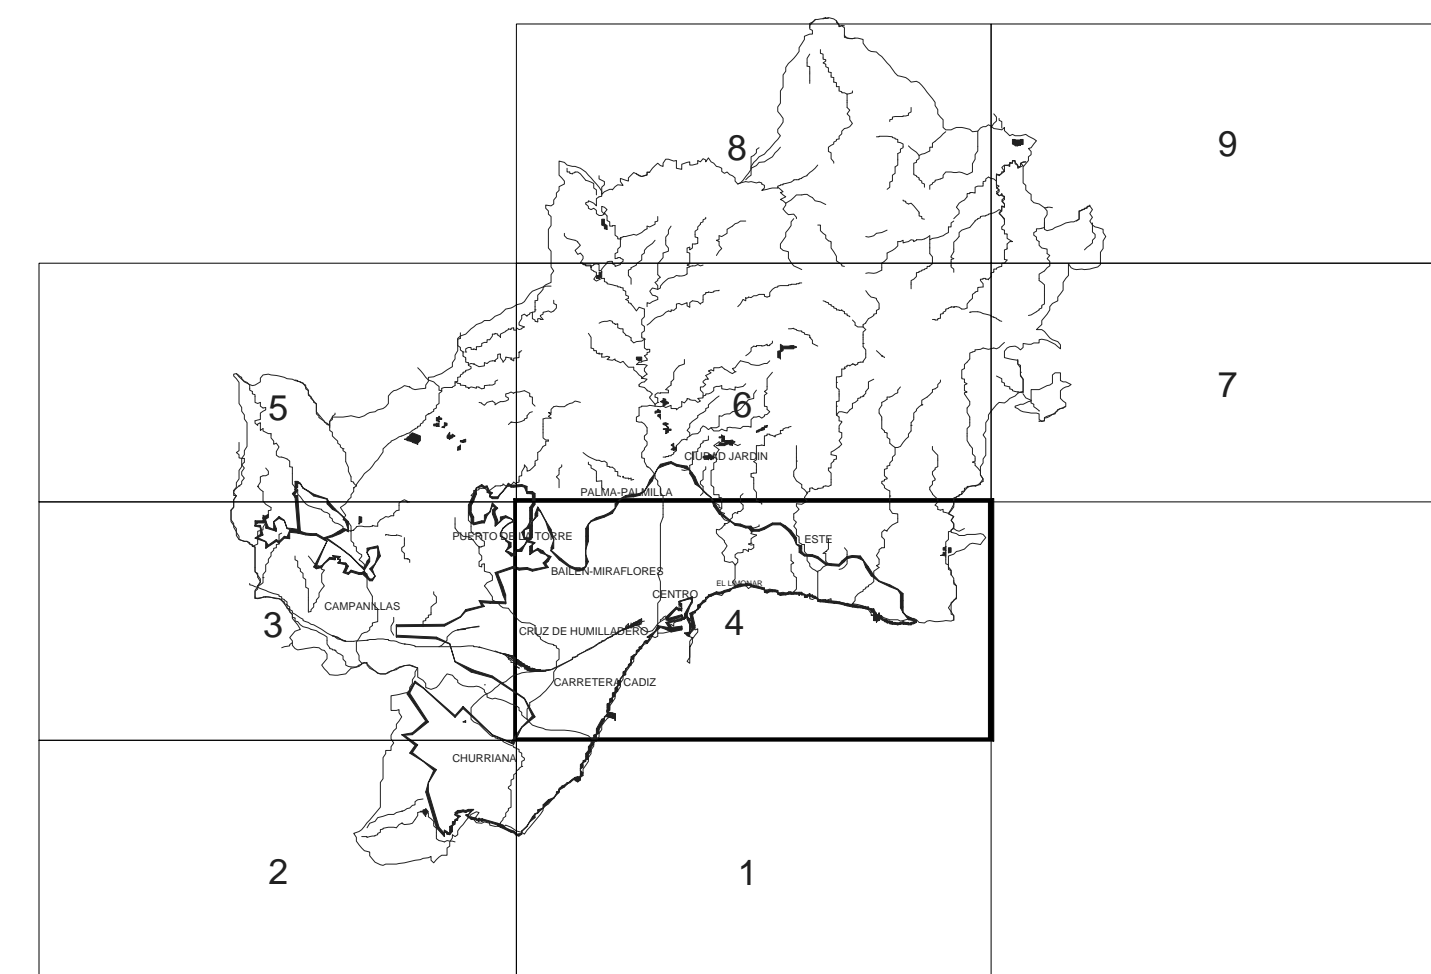 8
9
5
6
7
CIUDAD JARDIN
PALMA-PALMILLA
PUERTO DE LA TORRE
ESTE
BAILEN-MIRAFLORES
EL LIMONAR
CENTRO
CAMPANILLAS
3
4
CRUZ DE HUMILLADERO
CARRETERA CADIZ
CHURRIANA
2
1